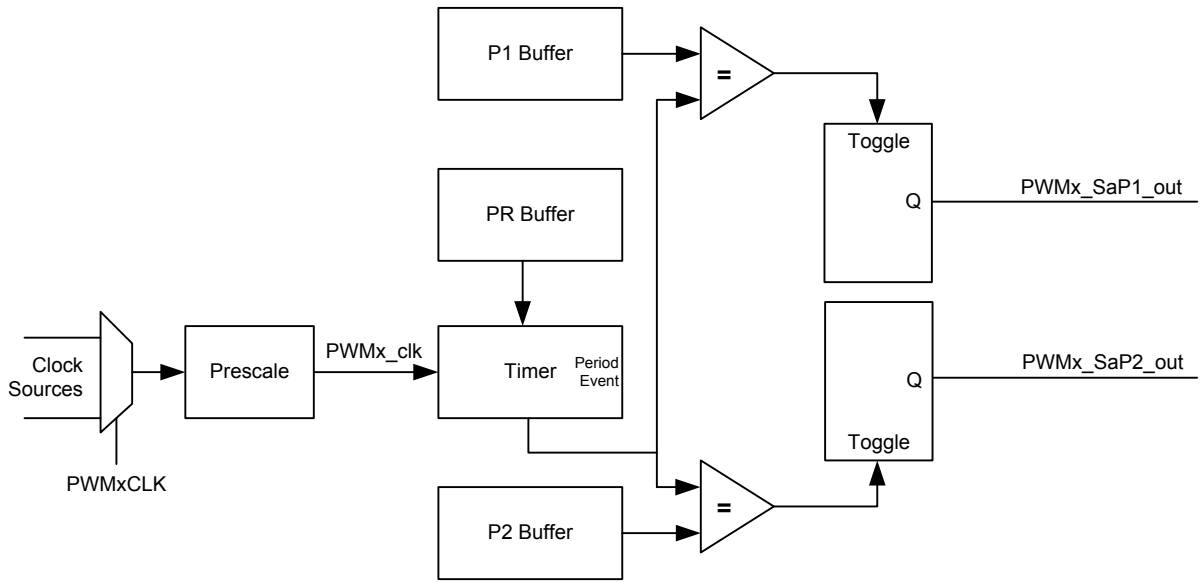 P1 Buffer
=
Toggle
Q
PWMx_SaP1_out
PR Buffer
Clock
Sources
PWMxCLK
Prescale
PWMx_clk
Timer
Period
Event
Q
Toggle
PWMx_SaP2_out
P2 Buffer
=